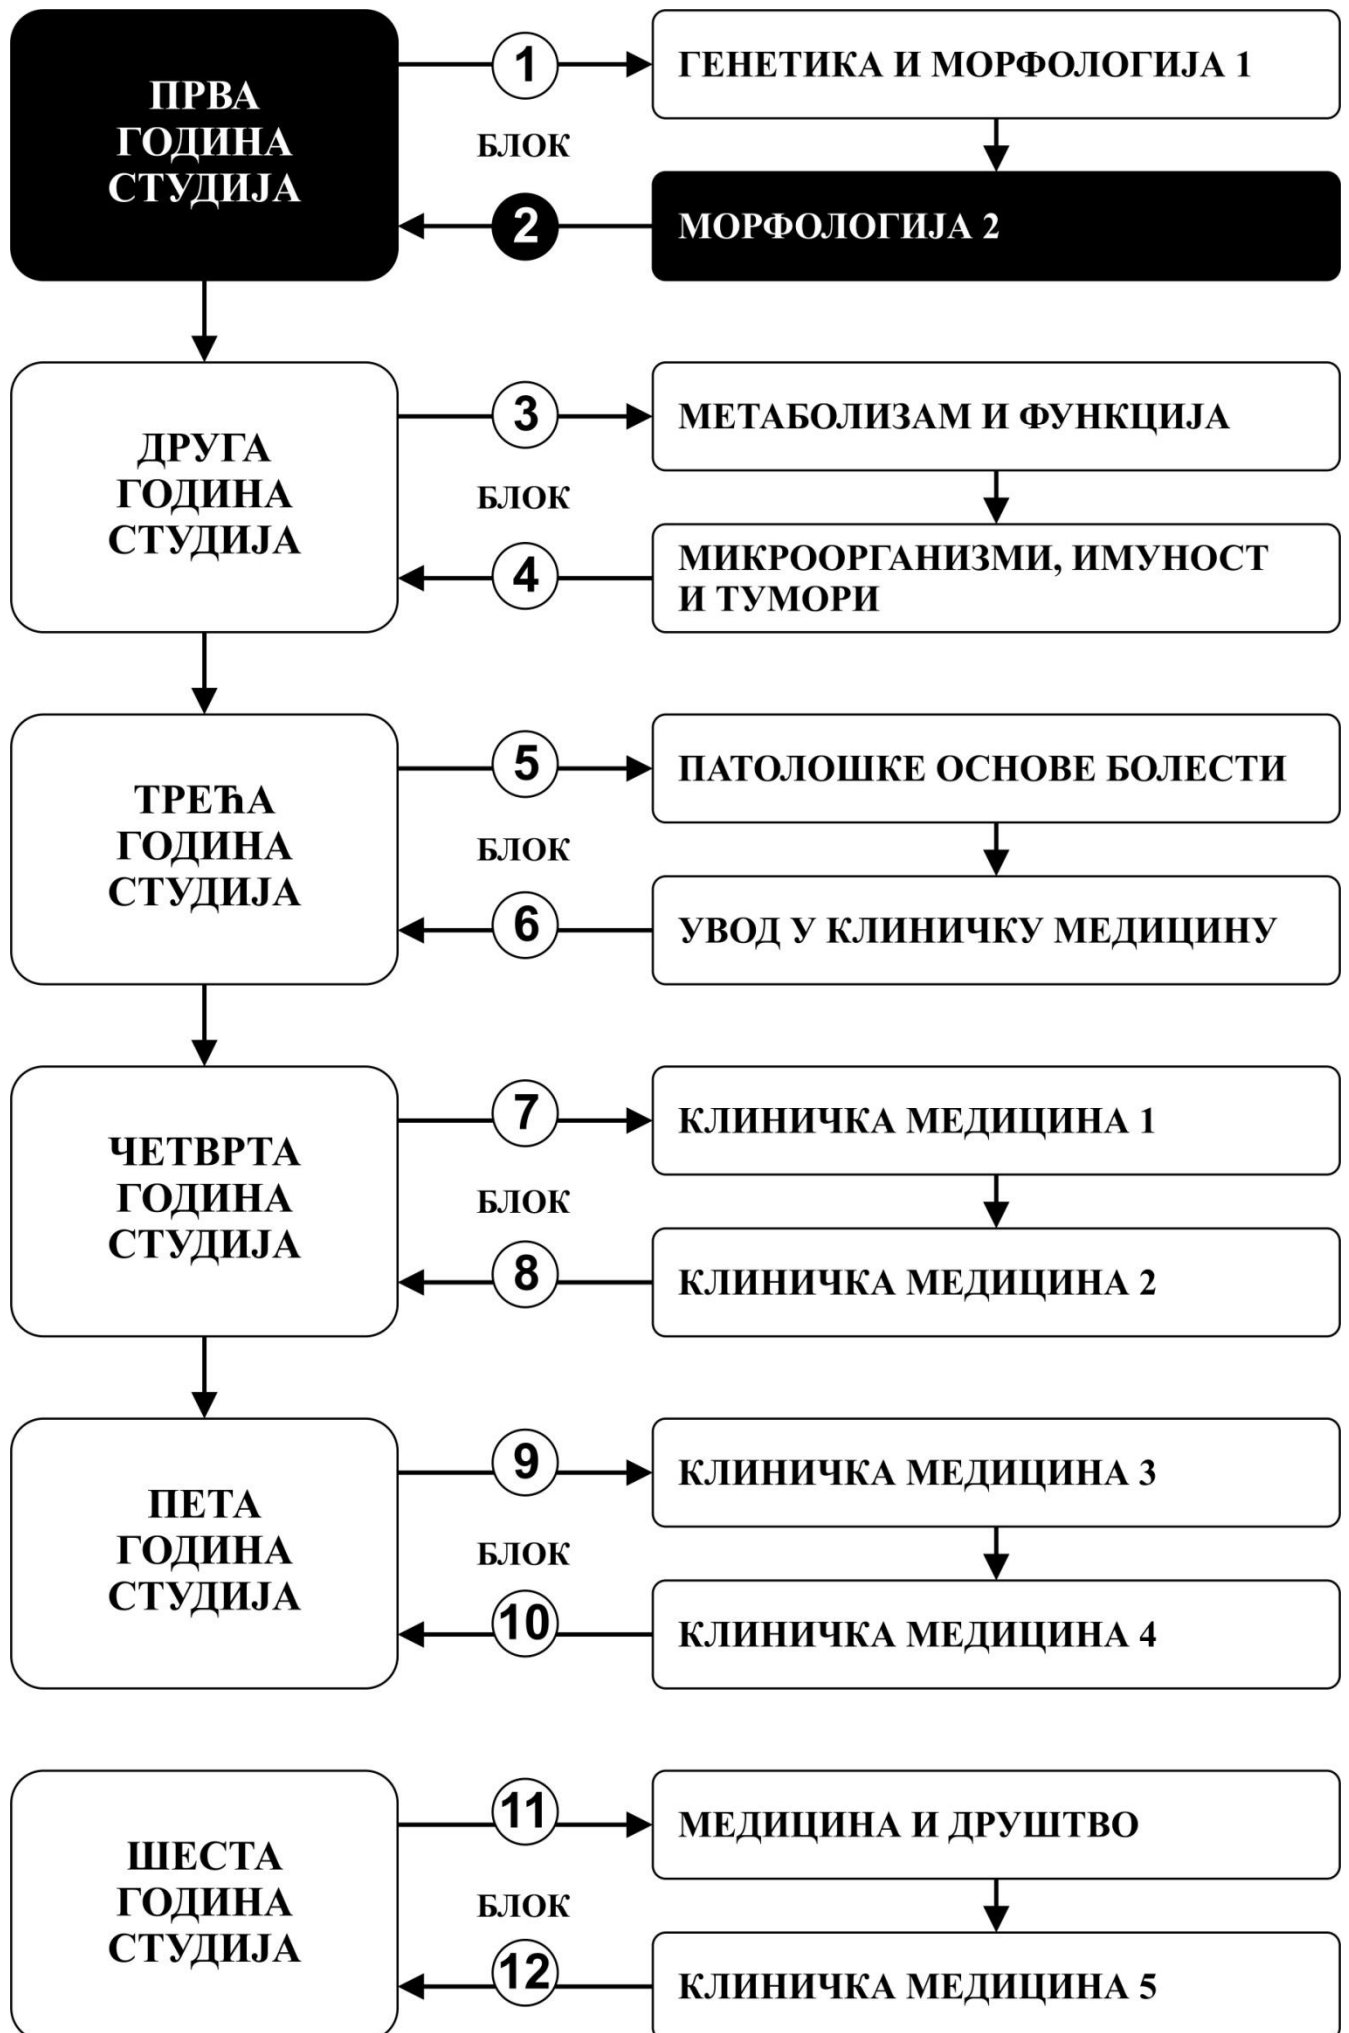 ПРВА
ГОДИНА
СТУДИЈА
1
БЛОК
2
ГЕНЕТИКА И МОРФОЛОГИЈА 1
МОРФОЛОГИЈА 2
ДРУГА
ГОДИНА
СТУДИЈА
3
БЛОК
4
МЕТАБОЛИЗАМ И ФУНКЦИЈА
МИКРООРГАНИЗМИ, ИМУНОСТ
И ТУМОРИ
ТРЕЋА
ГОДИНА
СТУДИЈА
5
БЛОК
6
ПАТОЛОШКЕ ОСНОВЕ БОЛЕСТИ
УВОД У КЛИНИЧКУ МЕДИЦИНУ
ЧЕТВРТА
ГОДИНА
СТУДИЈА
7
БЛОК
8
КЛИНИЧКА МЕДИЦИНА 1
КЛИНИЧКА МЕДИЦИНА 2
ПЕТА
ГОДИНА
СТУДИЈА
9
БЛОК
10
КЛИНИЧКА МЕДИЦИНА 3
КЛИНИЧКА МЕДИЦИНА 4
ШЕСТА
ГОДИНА
СТУДИЈА
11
БЛОК
12
МЕДИЦИНА И ДРУШТВО
КЛИНИЧКА МЕДИЦИНА 5